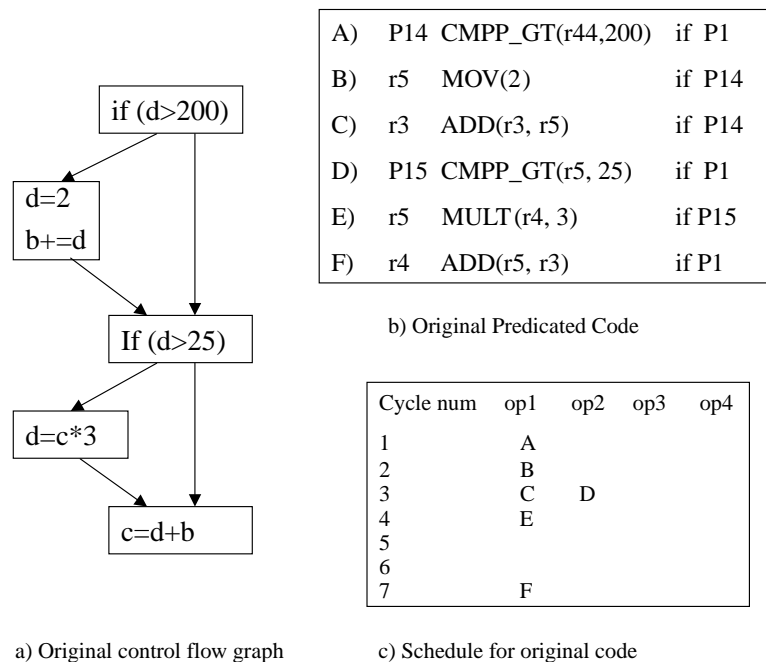 if (d>200)
d=2
b+=d
If (d>25)
d=c*3
c=d+b
a) Original control flow graph
A) P14 CMPP_GT(r44,200) if P1
B) r5 MOV(2) if P14
C) r3 ADD(r3, r5) if P14
D) P15 CMPP_GT(r5, 25) if P1
E) r5 MULT(r4, 3) if P15
F) r4 ADD(r5, r3) if P1
b) Original Predicated Code
Cycle num op1 op2 op3 op4
1 A
2 B
3 C D
4 E
5
6
7 F
c) Schedule for original code